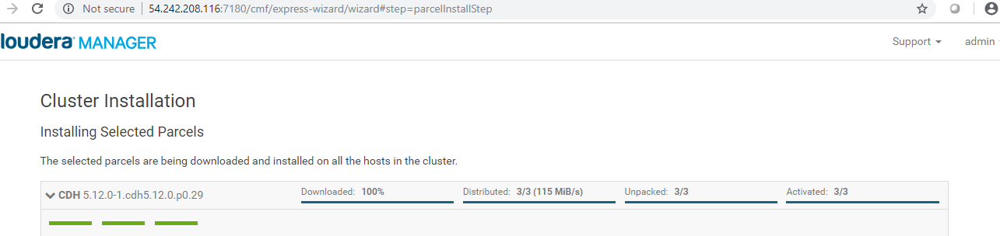 Not secure | 54.242.208.116:7180/cmf/express-wizard/wizard#step=parcelInstallStep
loudera MANAGER Support admin
Cluster Installation
Installing Selected Parcels
The selected parcels are being downloaded and installed on all the hosts in the cluster.
CDH 5.12.0-1.cdh5.12.0.p0.29 Downloaded: 100% Distributed: 3/3 (115 MiB/s) Unpacked: 3/3 Activated: 3/3